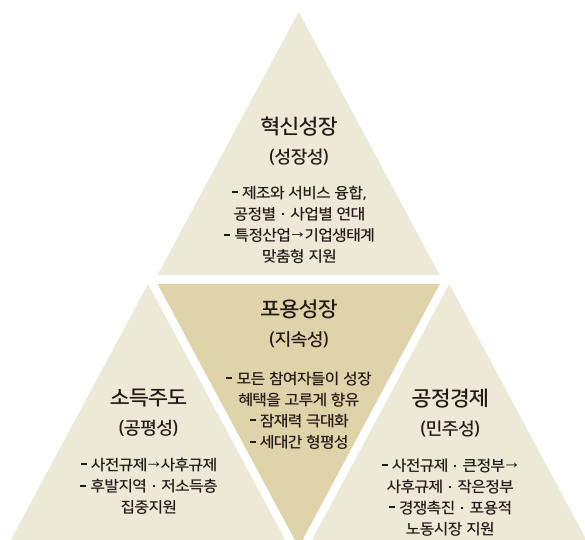 혁신성장
(성장성)
- 제조와 서비스 융합,
공정별 · 사업별 연대
- 특정산업→기업생태계
맞춤형 지원
포용성장
(지속성)
- 모든 참여자들이 성장
혜택을 고루게 향유
- 잠재력 극대화
- 세대간 형평성
소득주도
(공평성)
- 사전규제→사후규제
- 후발지역 · 저소득층
집중지원
공정경제
(민주성)
- 사전규제 · 큰정부→
사후규제 · 작은정부
- 경쟁촉진 · 포용적
노동시장 지원